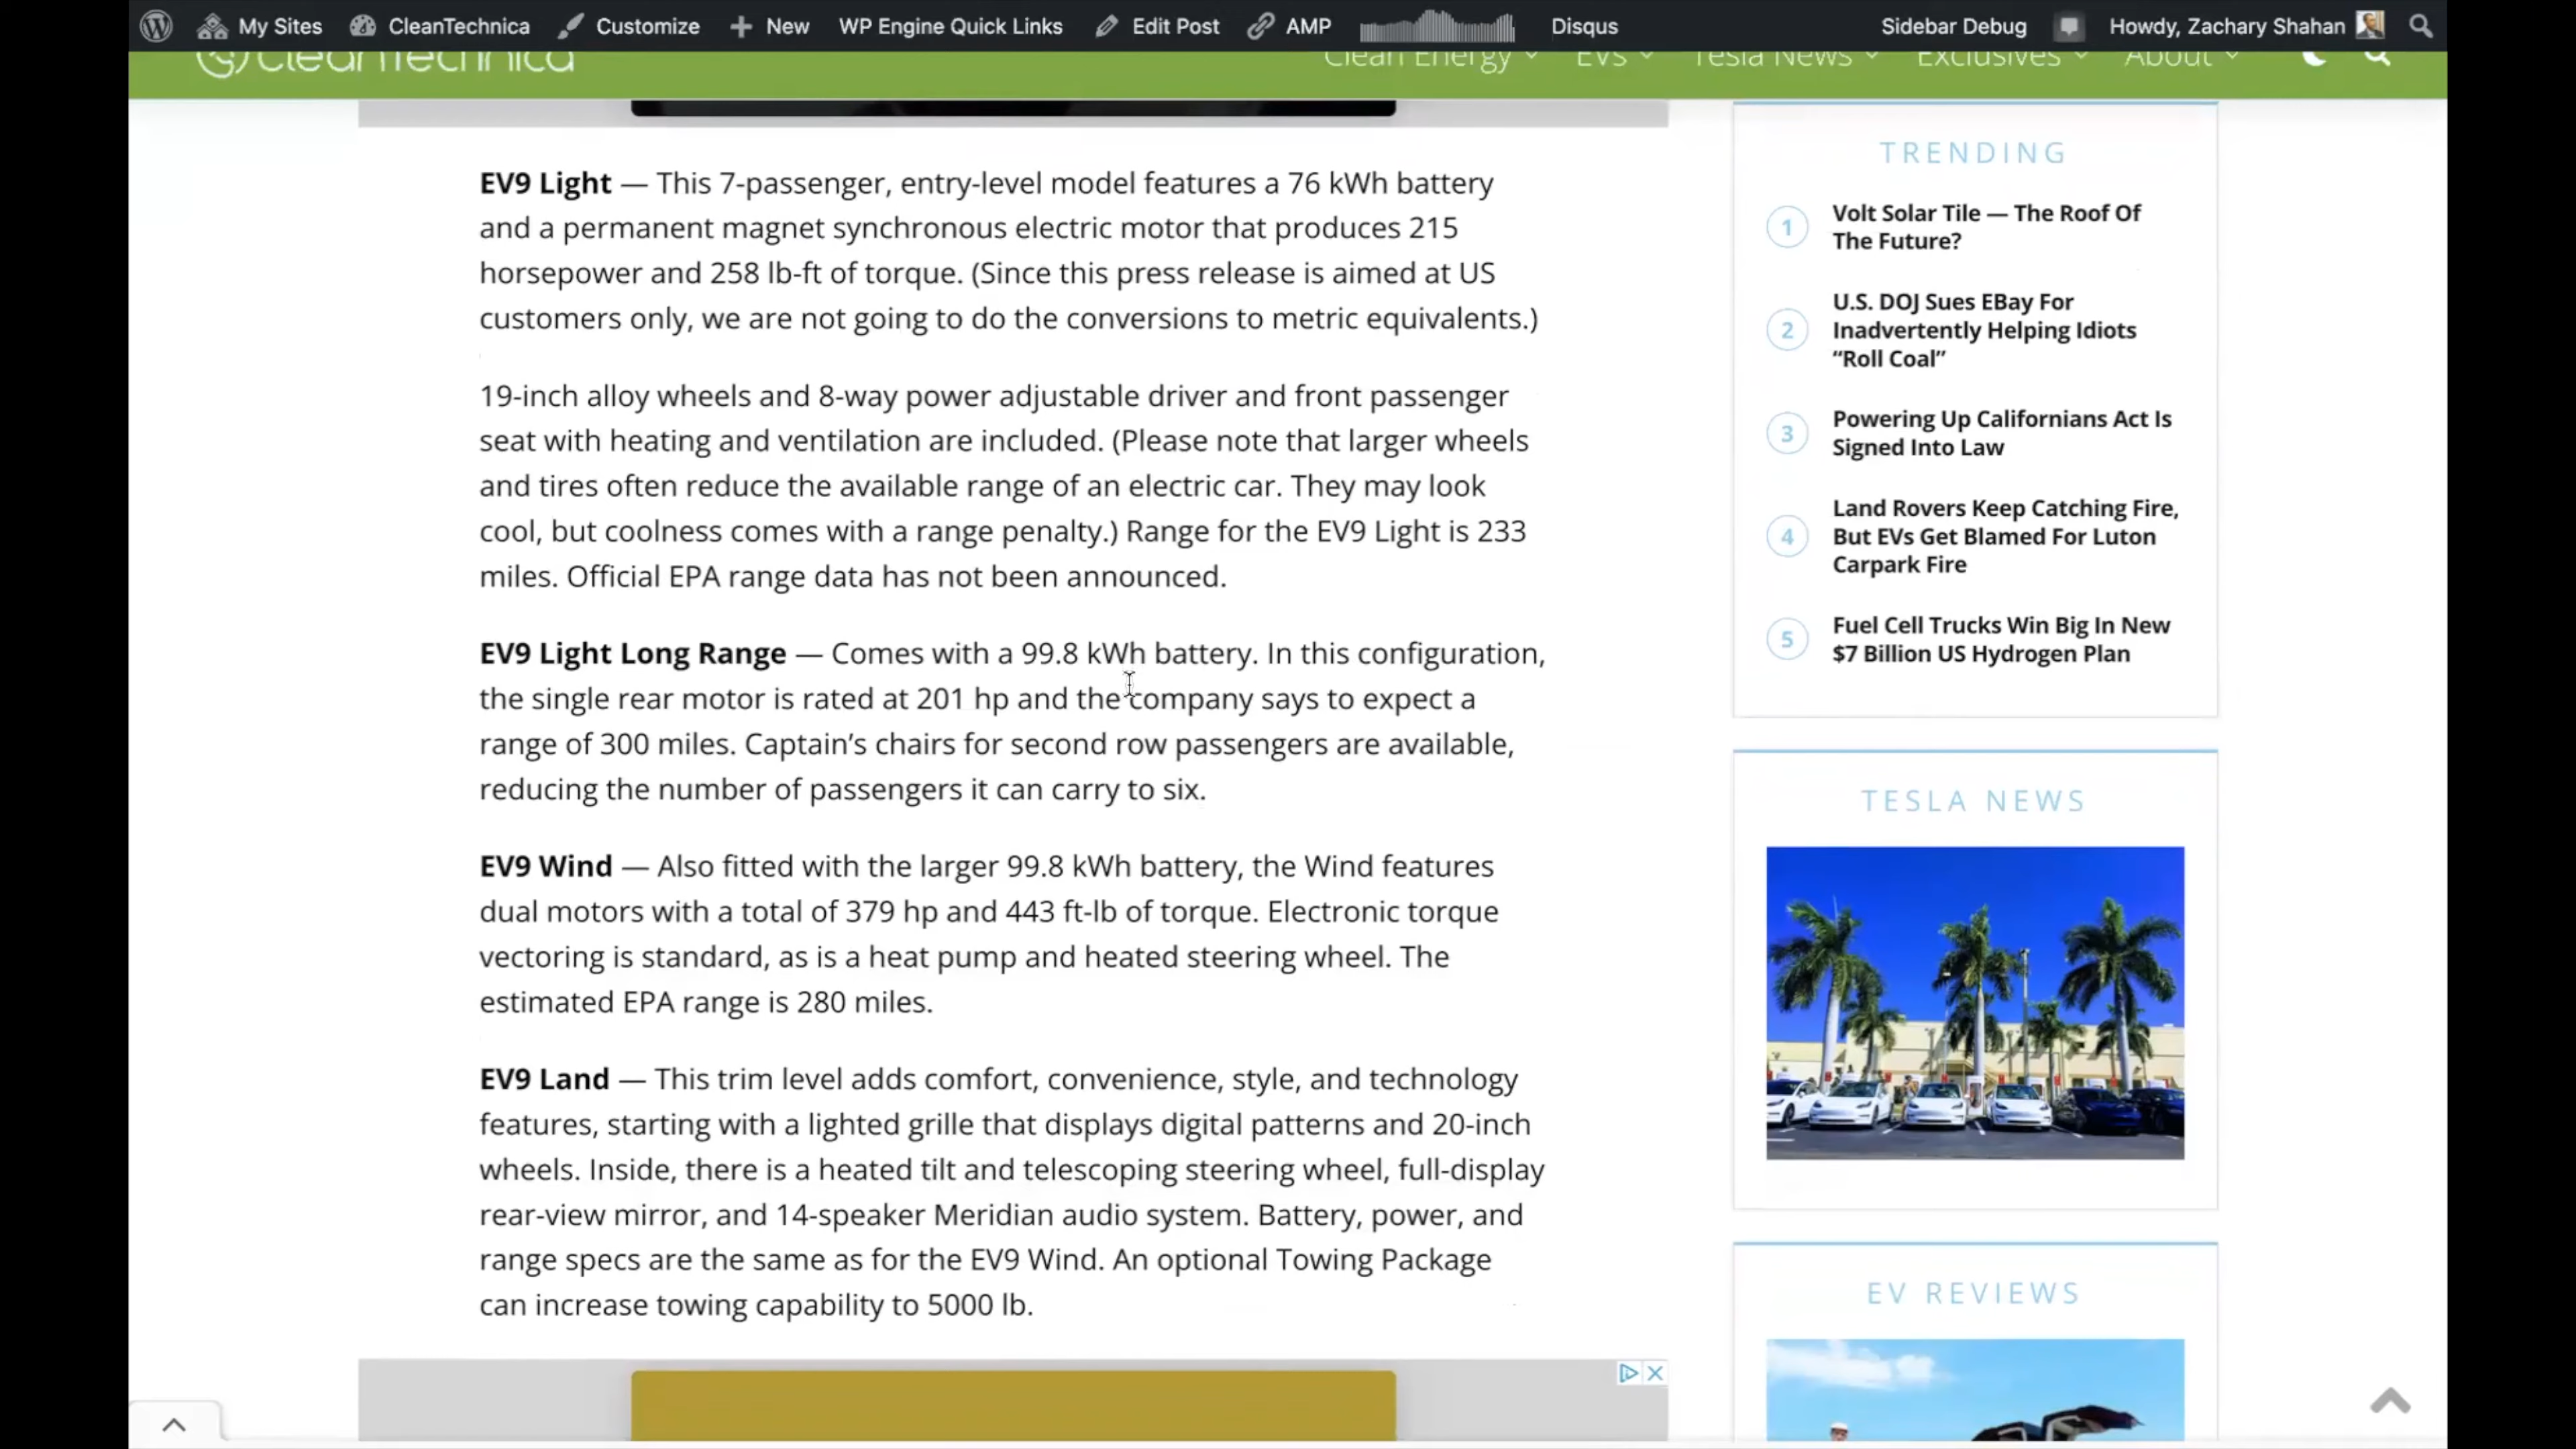 My Sites CleanTechnica Customize New WP Engine Quick Links Edit Post AMP Disqus Sidebar Debug Howdy, Zachary Shahan
CleanTechnica Clean Energy EVs Tesla News Exclusives About
EV9 Light — This 7-passenger, entry-level model features a 76 kWh battery
and a permanent magnet synchronous electric motor that produces 215
horsepower and 258 lb-ft of torque. (Since this press release is aimed at US
customers only, we are not going to do the conversions to metric equivalents.)
19-inch alloy wheels and 8-way power adjustable driver and front passenger
seat with heating and ventilation are included. (Please note that larger wheels
and tires often reduce the available range of an electric car. They may look
cool, but coolness comes with a range penalty.) Range for the EV9 Light is 233
miles. Official EPA range data has not been announced.
EV9 Light Long Range — Comes with a 99.8 kWh battery. In this configuration,
the single rear motor is rated at 201 hp and the company says to expect a
range of 300 miles. Captain’s chairs for second row passengers are available,
reducing the number of passengers it can carry to six.
EV9 Wind — Also fitted with the larger 99.8 kWh battery, the Wind features
dual motors with a total of 379 hp and 443 ft-lb of torque. Electronic torque
vectoring is standard, as is a heat pump and heated steering wheel. The
estimated EPA range is 280 miles.
EV9 Land — This trim level adds comfort, convenience, style, and technology
features, starting with a lighted grille that displays digital patterns and 20-inch
wheels. Inside, there is a heated tilt and telescoping steering wheel, full-display
rear-view mirror, and 14-speaker Meridian audio system. Battery, power, and
range specs are the same as for the EV9 Wind. An optional Towing Package
can increase towing capability to 5000 lb.
TRENDING
1 Volt Solar Tile — The Roof Of
The Future?
2 U.S. DOJ Sues EBay For
Inadvertently Helping Idiots
“Roll Coal”
3 Powering Up Californians Act Is
Signed Into Law
4 Land Rovers Keep Catching Fire,
But EVs Get Blamed For Luton
Carpark Fire
5 Fuel Cell Trucks Win Big In New
$7 Billion US Hydrogen Plan
TESLA NEWS
EV REVIEWS